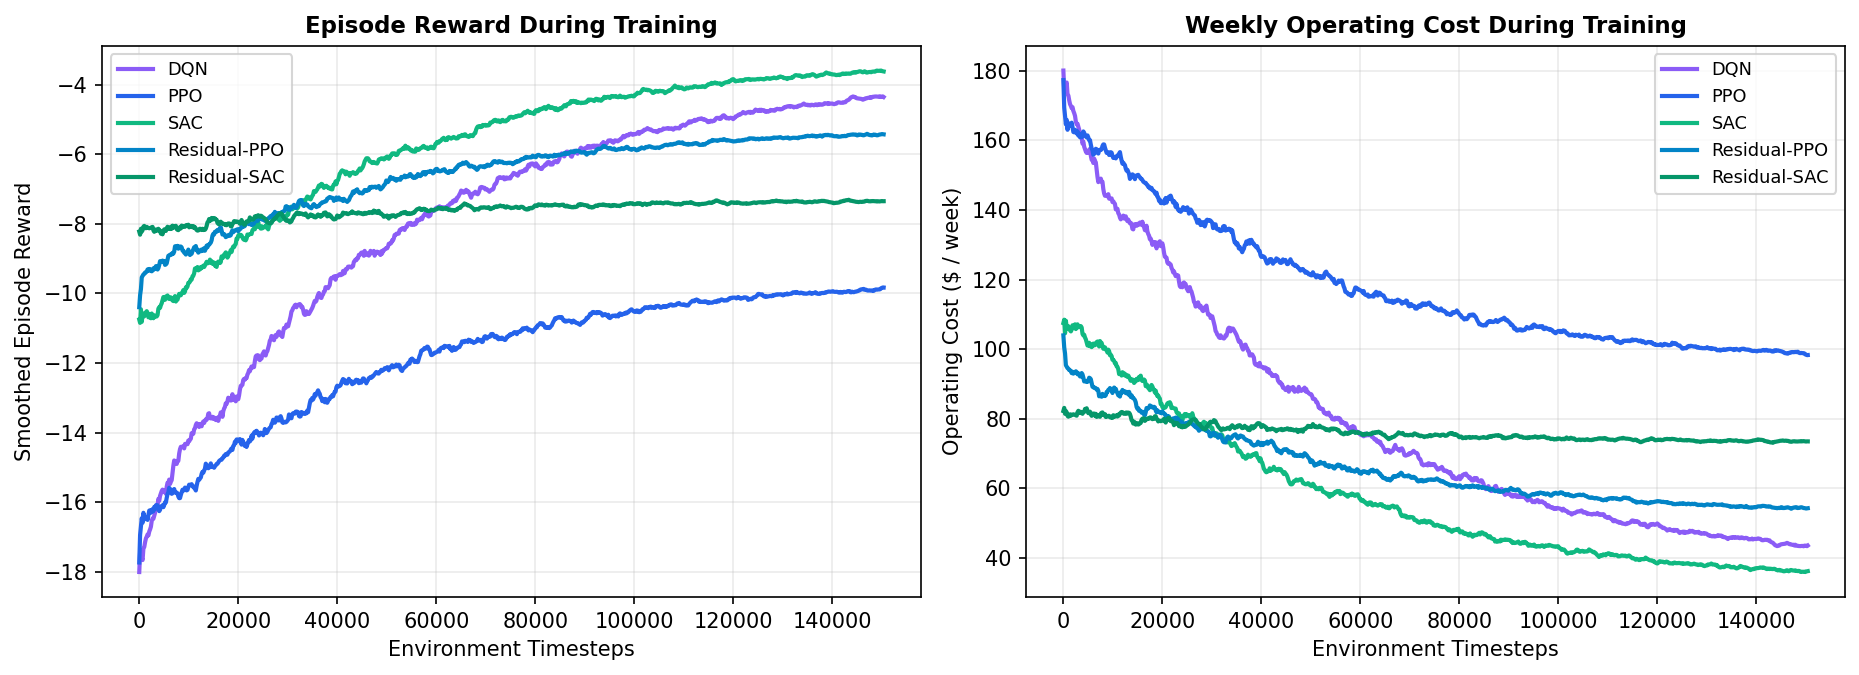 Episode Reward During Training
DQN
PPO
SAC
Residual-PPO
Residual-SAC
Smoothed Episode Reward
−4
−6
−8
−10
−12
−14
−16
−18
0 20000 40000 60000 80000 100000 120000 140000
Environment Timesteps
Weekly Operating Cost During Training
DQN
PPO
SAC
Residual-PPO
Residual-SAC
Operating Cost ($ / week)
180
160
140
120
100
80
60
40
0 20000 40000 60000 80000 100000 120000 140000
Environment Timesteps